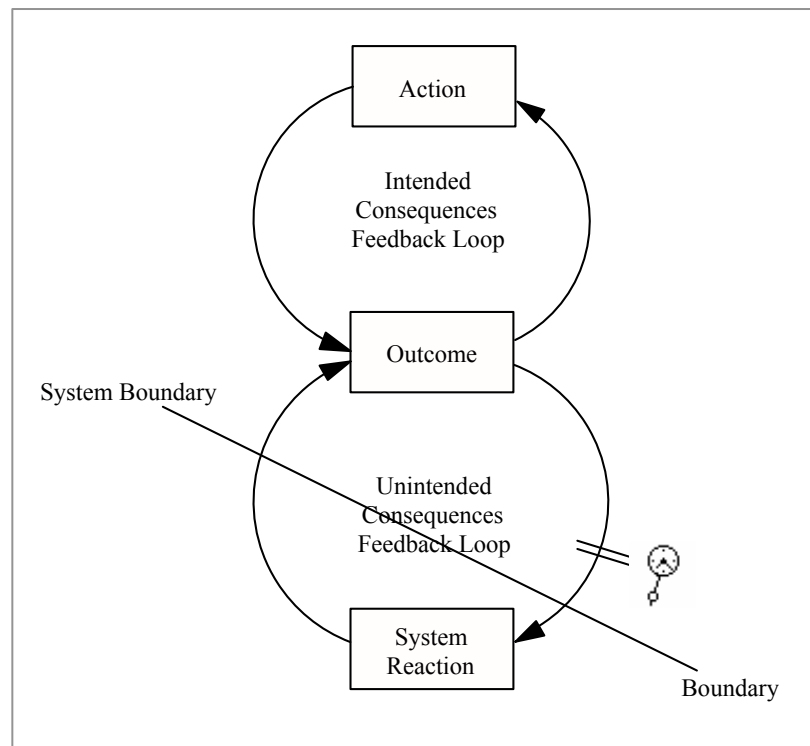 Action
Intended
Consequences
Feedback Loop
Outcome
System Boundary
Unintended
Consequences
Feedback Loop
System
Reaction
Boundary